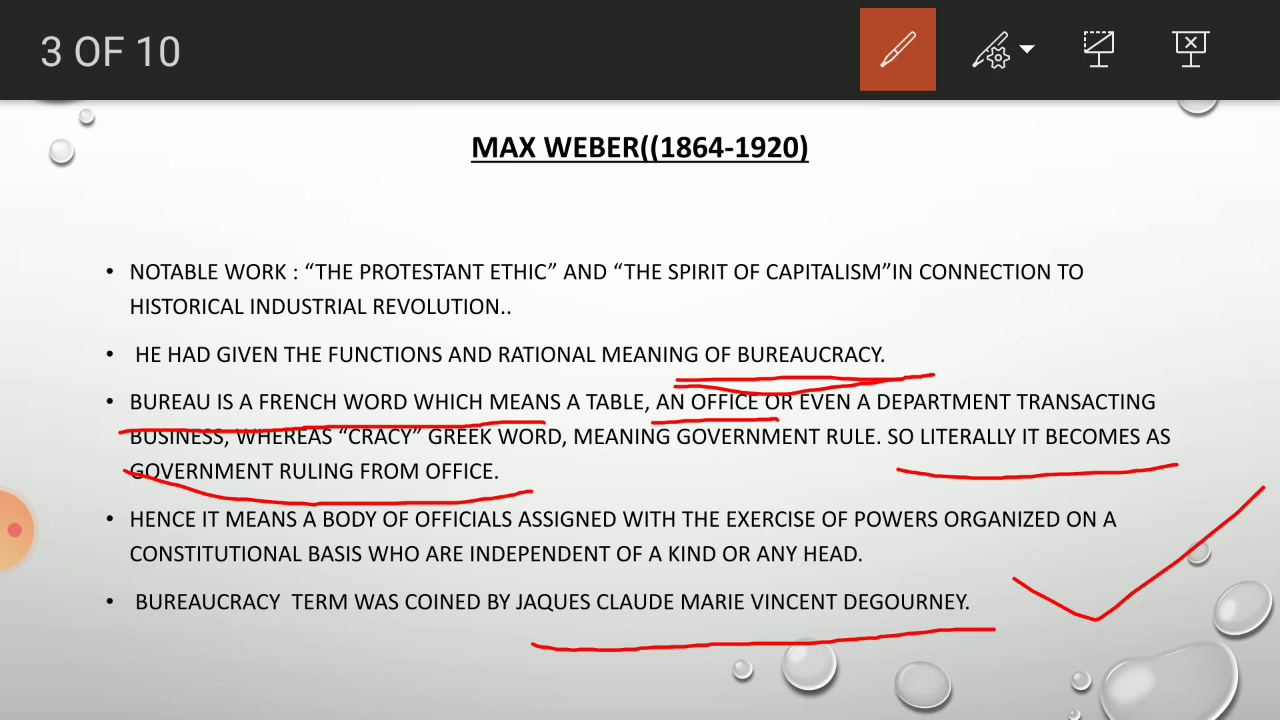 3 OF 10
MAX WEBER((1864-1920)
• NOTABLE WORK : “THE PROTESTANT ETHIC” AND “THE SPIRIT OF CAPITALISM”IN CONNECTION TO
HISTORICAL INDUSTRIAL REVOLUTION..
• HE HAD GIVEN THE FUNCTIONS AND RATIONAL MEANING OF BUREAUCRACY.
• BUREAU IS A FRENCH WORD WHICH MEANS A TABLE, AN OFFICE OR EVEN A DEPARTMENT TRANSACTING
BUSINESS, WHEREAS “CRACY” GREEK WORD, MEANING GOVERNMENT RULE. SO LITERALLY IT BECOMES AS
GOVERNMENT RULING FROM OFFICE.
• HENCE IT MEANS A BODY OF OFFICIALS ASSIGNED WITH THE EXERCISE OF POWERS ORGANIZED ON A
CONSTITUTIONAL BASIS WHO ARE INDEPENDENT OF A KIND OR ANY HEAD.
• BUREAUCRACY  TERM WAS COINED BY JAQUES CLAUDE MARIE VINCENT DEGOURNEY.